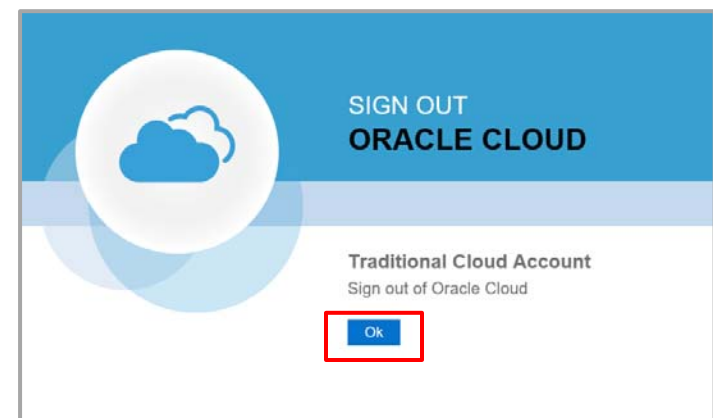 SIGN OUT
ORACLE CLOUD
Traditional Cloud Account
Sign out of Oracle Cloud
Ok